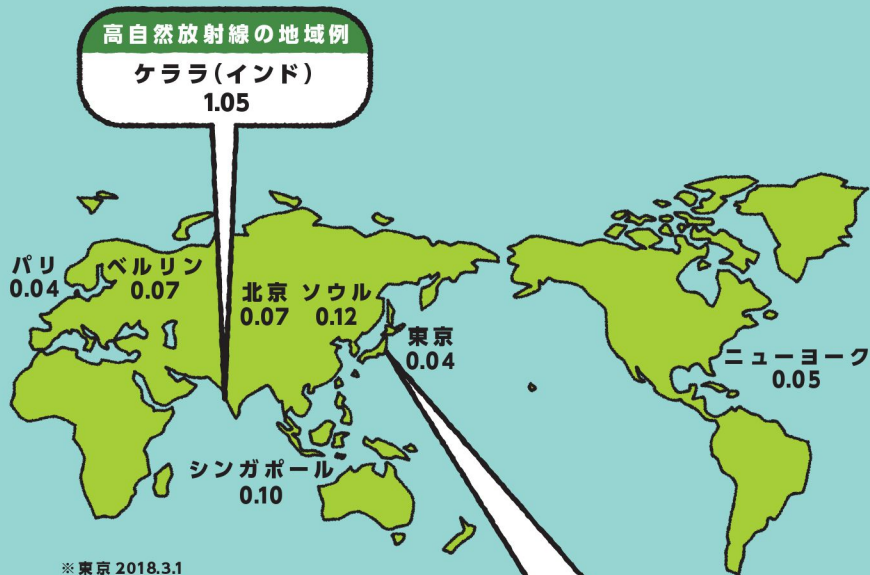 高自然放射線の地域例
ケララ(インド)
1.05
パリ
0.04
ベルリン
0.07
北京
0.07
ソウル
0.12
東京
0.04
ニューヨーク
0.05
シンガポール
0.10
※東京 2018.3.1